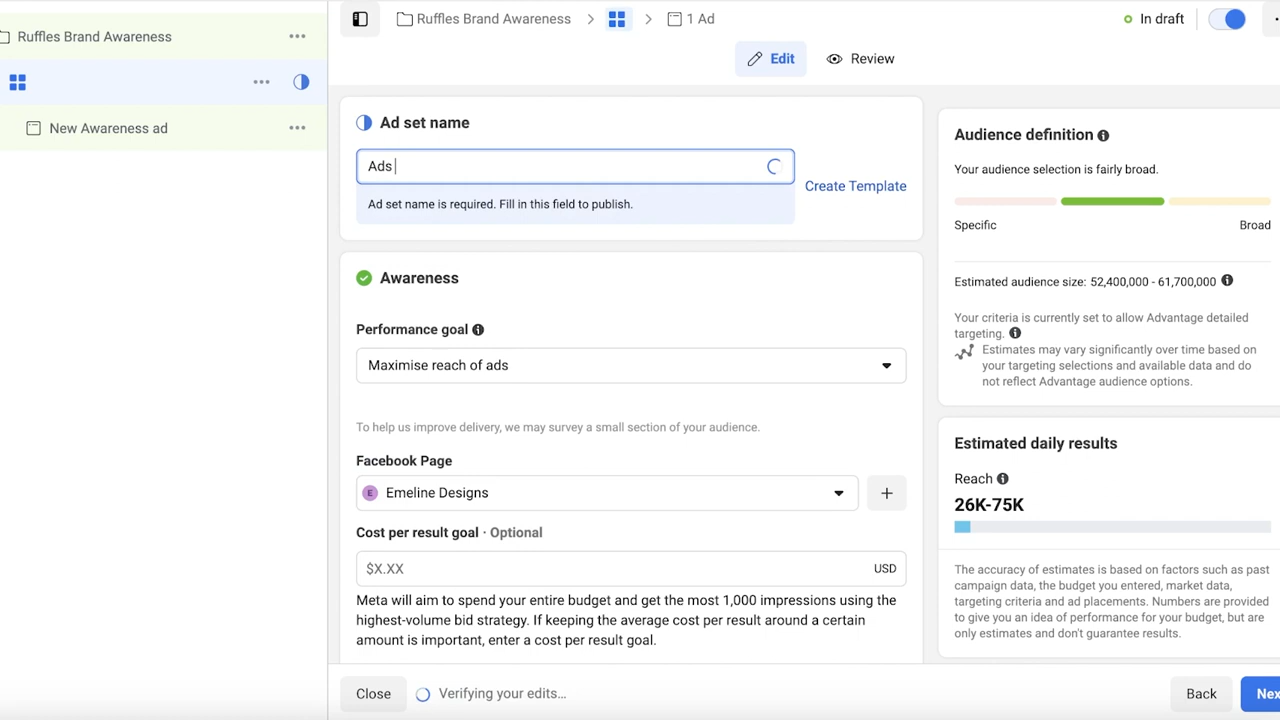 Ruffles Brand Awareness
New Awareness ad
Ruffles Brand Awareness
1 Ad
In draft
Edit
Review
Ad set name
Ads
Ad set name is required. Fill in this field to publish.
Create Template
Awareness
Performance goal
Maximise reach of ads
To help us improve delivery, we may survey a small section of your audience.
Facebook Page
E Emeline Designs
Cost per result goal · Optional
$X.XX
USD
Meta will aim to spend your entire budget and get the most 1,000 impressions using the
highest-volume bid strategy. If keeping the average cost per result around a certain
amount is important, enter a cost per result goal.
Audience definition
Your audience selection is fairly broad.
Specific
Broad
Estimated audience size: 52,400,000 - 61,700,000
Your criteria is currently set to allow Advantage detailed
targeting.
Estimates may vary significantly over time based on
your targeting selections and available data and do
not reflect Advantage audience options.
Estimated daily results
Reach
26K-75K
The accuracy of estimates is based on factors such as past
campaign data, the budget you entered, market data,
targeting criteria and ad placements. Numbers are provided
to give you an idea of performance for your budget, but are
only estimates and don't guarantee results.
Close
Verifying your edits...
Back
Nex